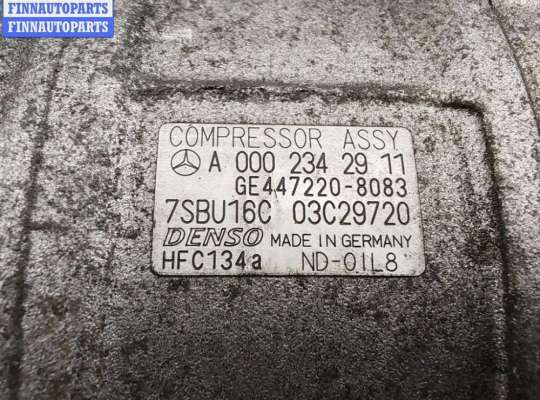 FINNAUTOPARTS
FINNAUTOPARTS
COMPRESSOR ASSY
A 000 234 29 11
GE447220-8083
7SBU16C 03C29720
DENSO MADE IN GERMANY
HFC134a ND-OIL8